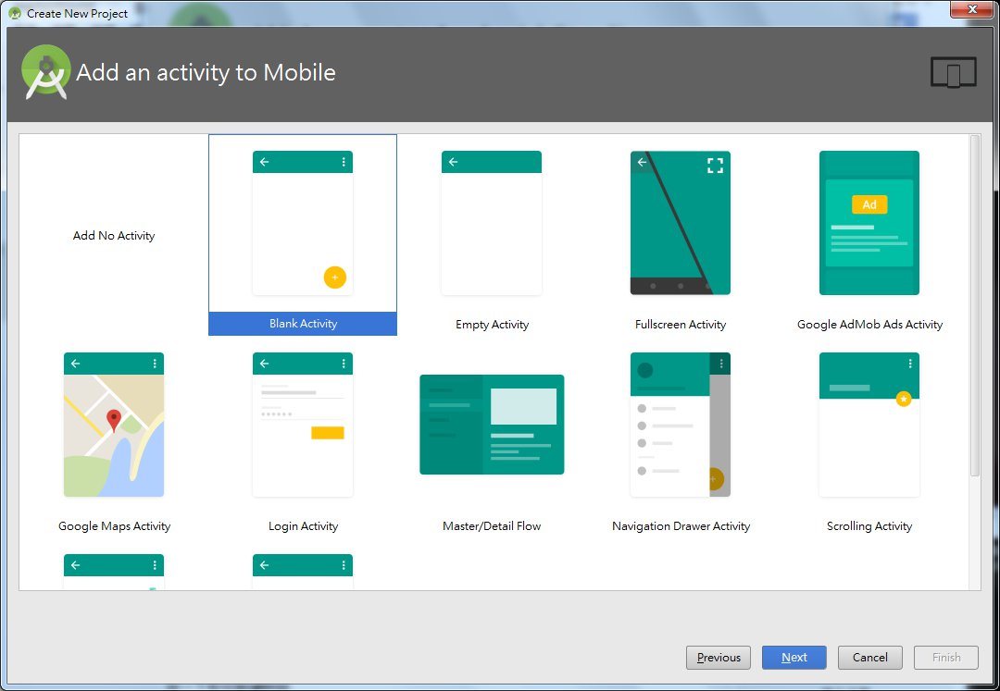 Create New Project
Add an activity to Mobile
Add No Activity
Blank Activity
Empty Activity
Fullscreen Activity
Ad
Google AdMob Ads Activity
Google Maps Activity
Login Activity
Master/Detail Flow
Navigation Drawer Activity
Scrolling Activity
Previous
Next
Cancel
Finish